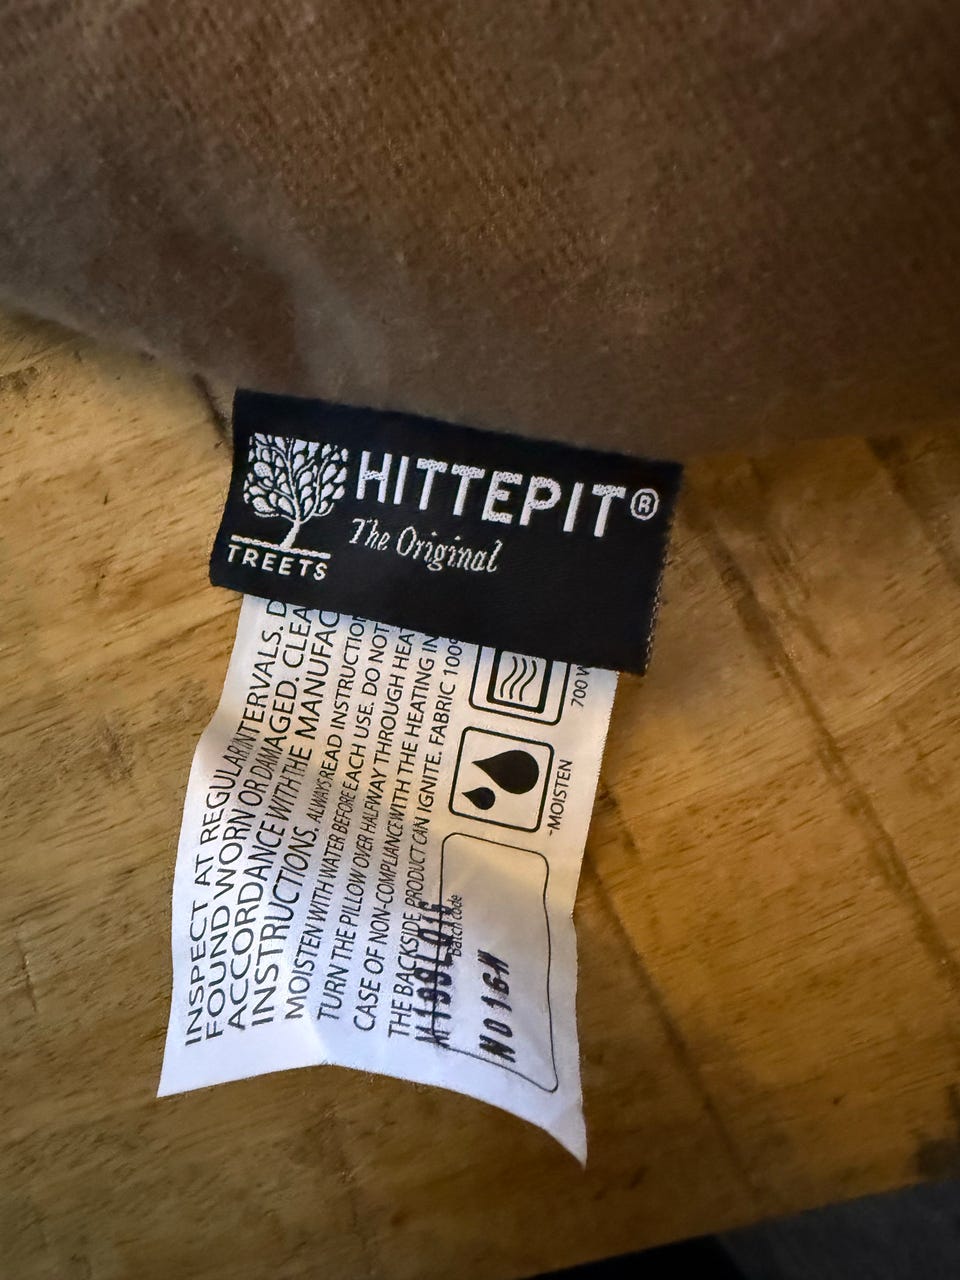 HITTEPIT®
The Original
TREETS
INSPECT AT REGULAR INTERVALS. D
FOUND WORN OR DAMAGED. CLEA
ACCORDANCE WITH THE MANUFAC
INSTRUCTIONS. ALWAYS READ INSTRUCTION
MOISTEN WITH WATER BEFORE EACH USE. DO NOT
TURN THE PILLOW OVER HALFWAY THROUGH HEAT
CASE OF NON-COMPLIANCE WITH THE HEATING IN
THE BACKSIDE PRODUCT CAN IGNITE. FABRIC 100%
700 W
-MOISTEN
batch code
N016H